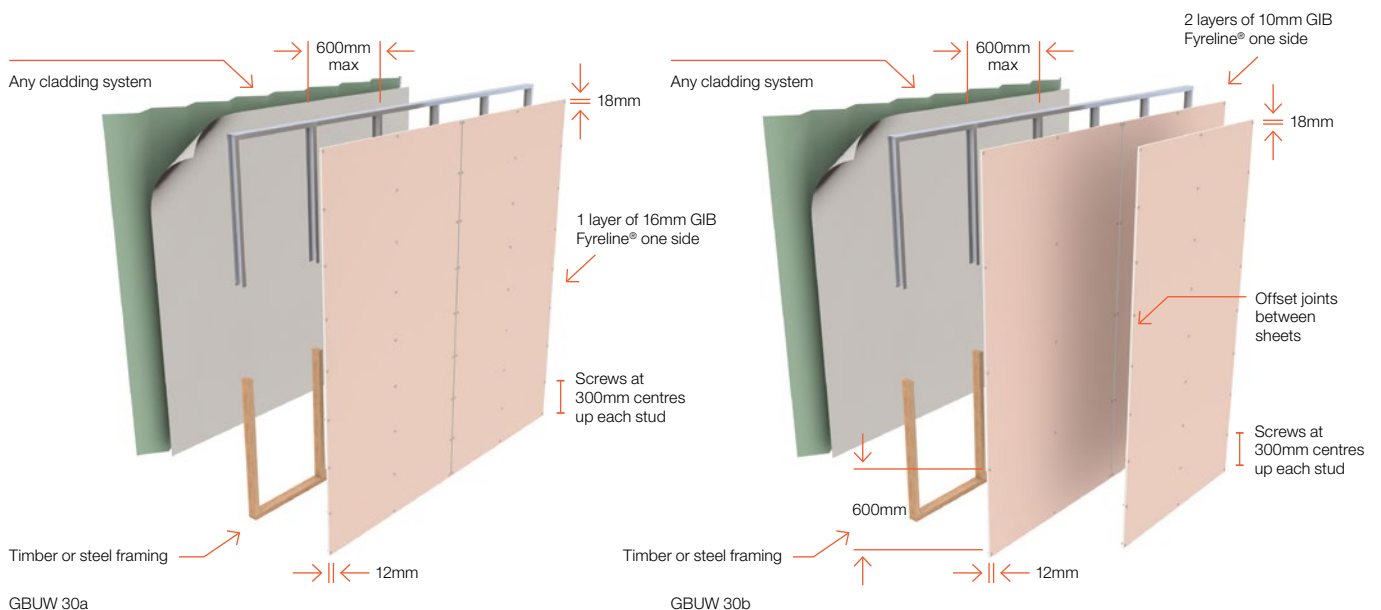 600mm
max
Any cladding system
18mm
1 layer of 16mm GIB
Fyreline® one side
Screws at
300mm centres
up each stud
Timber or steel framing
12mm
GBUW 30a
2 layers of 10mm GIB
Fyreline® one side
600mm
max
Any cladding system
18mm
Offset joints
between
sheets
Screws at
300mm centres
up each stud
600mm
Timber or steel framing
12mm
GBUW 30b